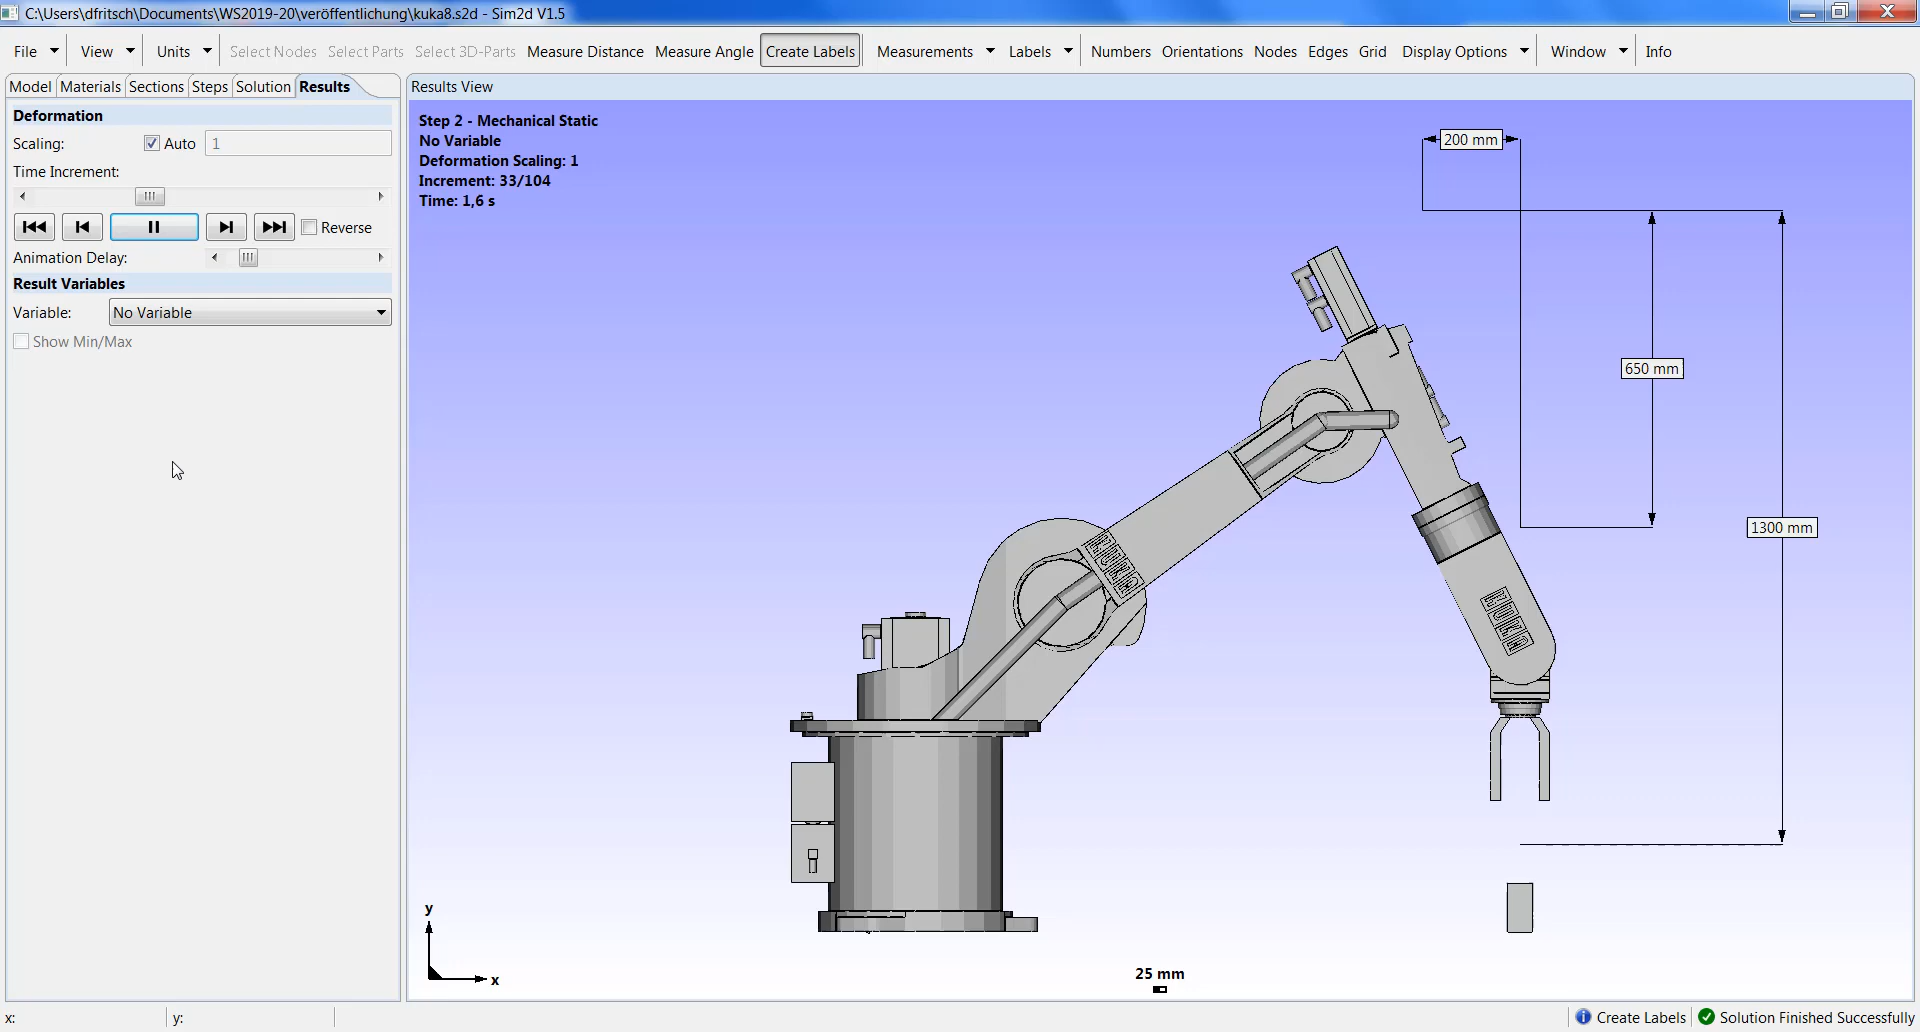 C:\Users\dfritsch\Documents\WS2019-20\veröffentlichung\kuka8.s2d - Sim2d V1.5
File View Units Select Nodes Select Parts Select 3D-Parts Measure Distance Measure Angle Create Labels Measurements Labels Numbers Orientations Nodes Edges Grid Display Options Window Info
Model Materials Sections Steps Solution Results
Results View
Deformation
Scaling: Auto 1
Time Increment:
Reverse
Animation Delay:
Result Variables
Variable: No Variable
Show Min/Max
Step 2 - Mechanical Static
No Variable
Deformation Scaling: 1
Increment: 33/104
Time: 1,6 s
200 mm
650 mm
1300 mm
KUKA
KUKA
y
x
25 mm
x: y:
Create Labels Solution Finished Successfully